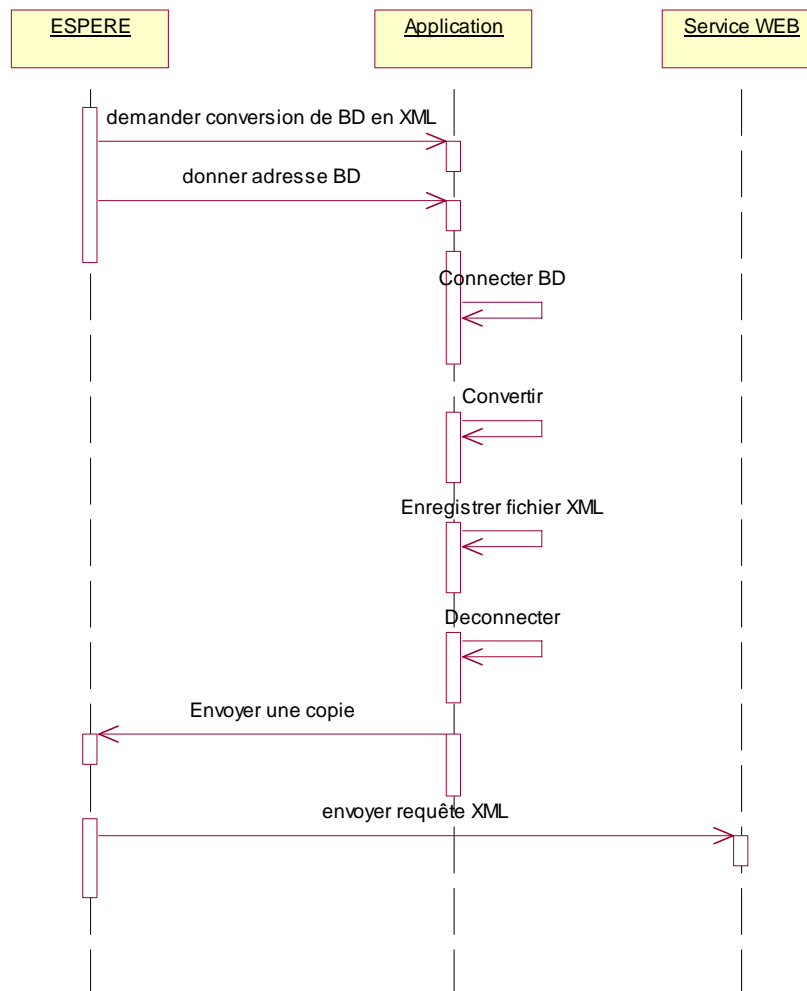 ESPERE
Application
Service WEB
demander conversion de BD en XML
donner adresse BD
Connecter BD
Convertir
Enregistrer fichier XML
Deconnecter
Envoyer une copie
envoyer requête XML